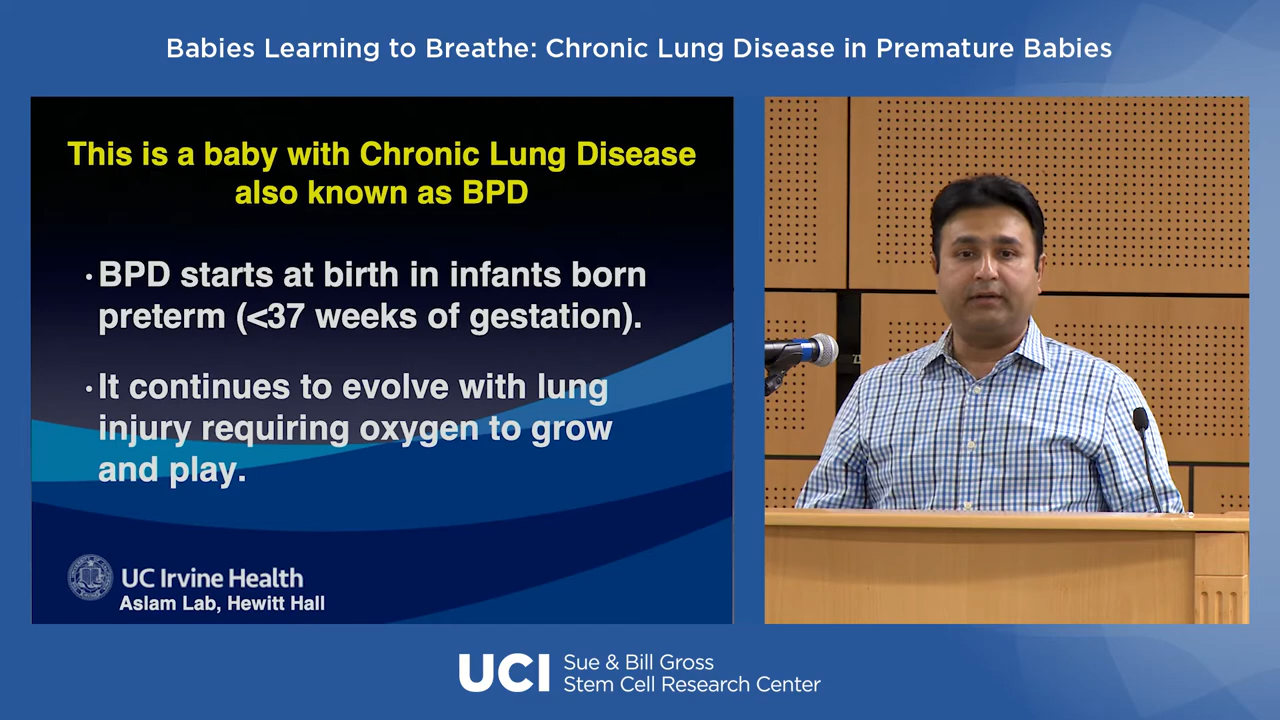 Babies Learning to Breathe: Chronic Lung Disease in Premature Babies
This is a baby with Chronic Lung Disease
also known as BPD
· BPD starts at birth in infants born
preterm (<37 weeks of gestation).
· It continues to evolve with lung
injury requiring oxygen to grow
and play.
UC Irvine Health
Aslam Lab, Hewitt Hall
UCI
Sue & Bill Gross
Stem Cell Research Center